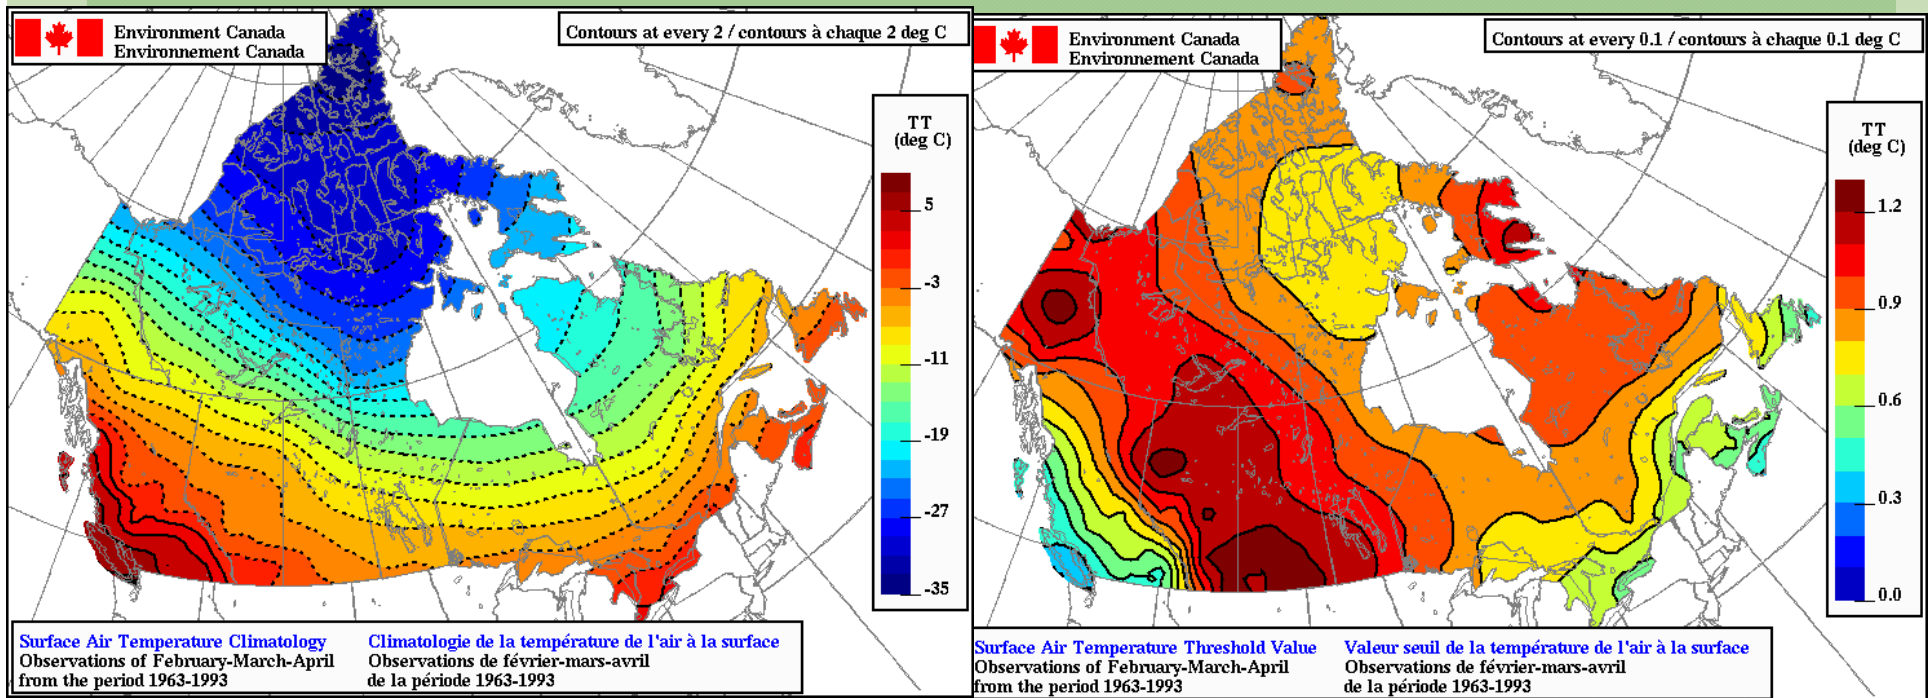 Environment Canada
Environnement Canada
Contours at every 2 / contours à chaque 2 deg C
TT
(deg C)
5
-3
-11
-19
-27
-35
Surface Air Temperature Climatology
Observations of February-March-April
from the period 1963-1993
Climatologie de la température de l'air à la surface
Observations de février-mars-avril
de la période 1963-1993
Environment Canada
Environnement Canada
Contours at every 0.1 / contours à chaque 0.1 deg C
TT
(deg C)
1.2
0.9
0.6
0.3
0.0
Surface Air Temperature Threshold Value
Observations of February-March-April
from the period 1963-1993
Valeur seuil de la température de l'air à la surface
Observations de février-mars-avril
de la période 1963-1993